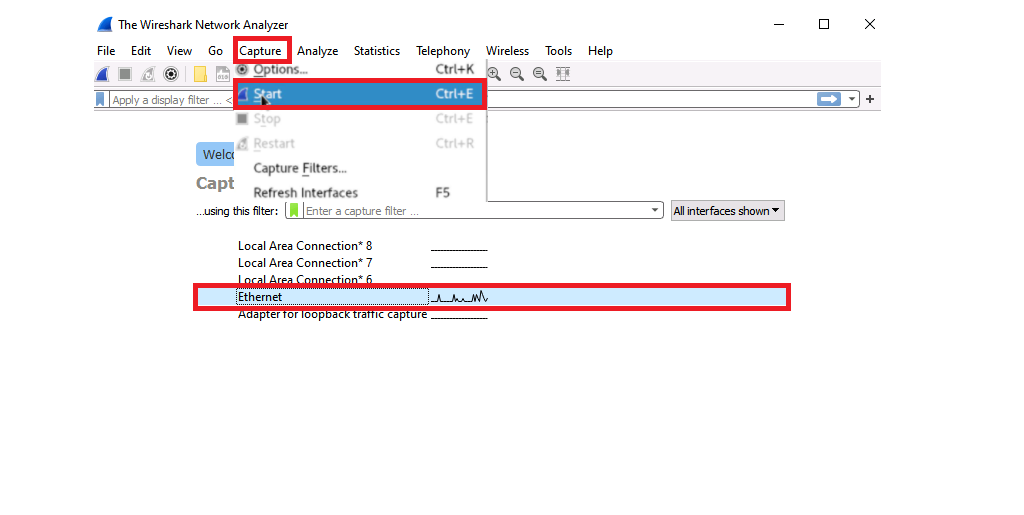 The Wireshark Network Analyzer
File Edit View Go Capture Analyze Statistics Telephony Wireless Tools Help
Options... Ctrl+K
Apply a display filter ... <
Start Ctrl+E
Stop Ctrl+E
Restart Ctrl+R
Welc
Capture Filters...
Capt
Refresh Interfaces F5
...using this filter: Enter a capture filter ... All interfaces shown
Local Area Connection* 8
Local Area Connection* 7
Local Area Connection* 6
Ethernet
Adapter for loopback traffic capture